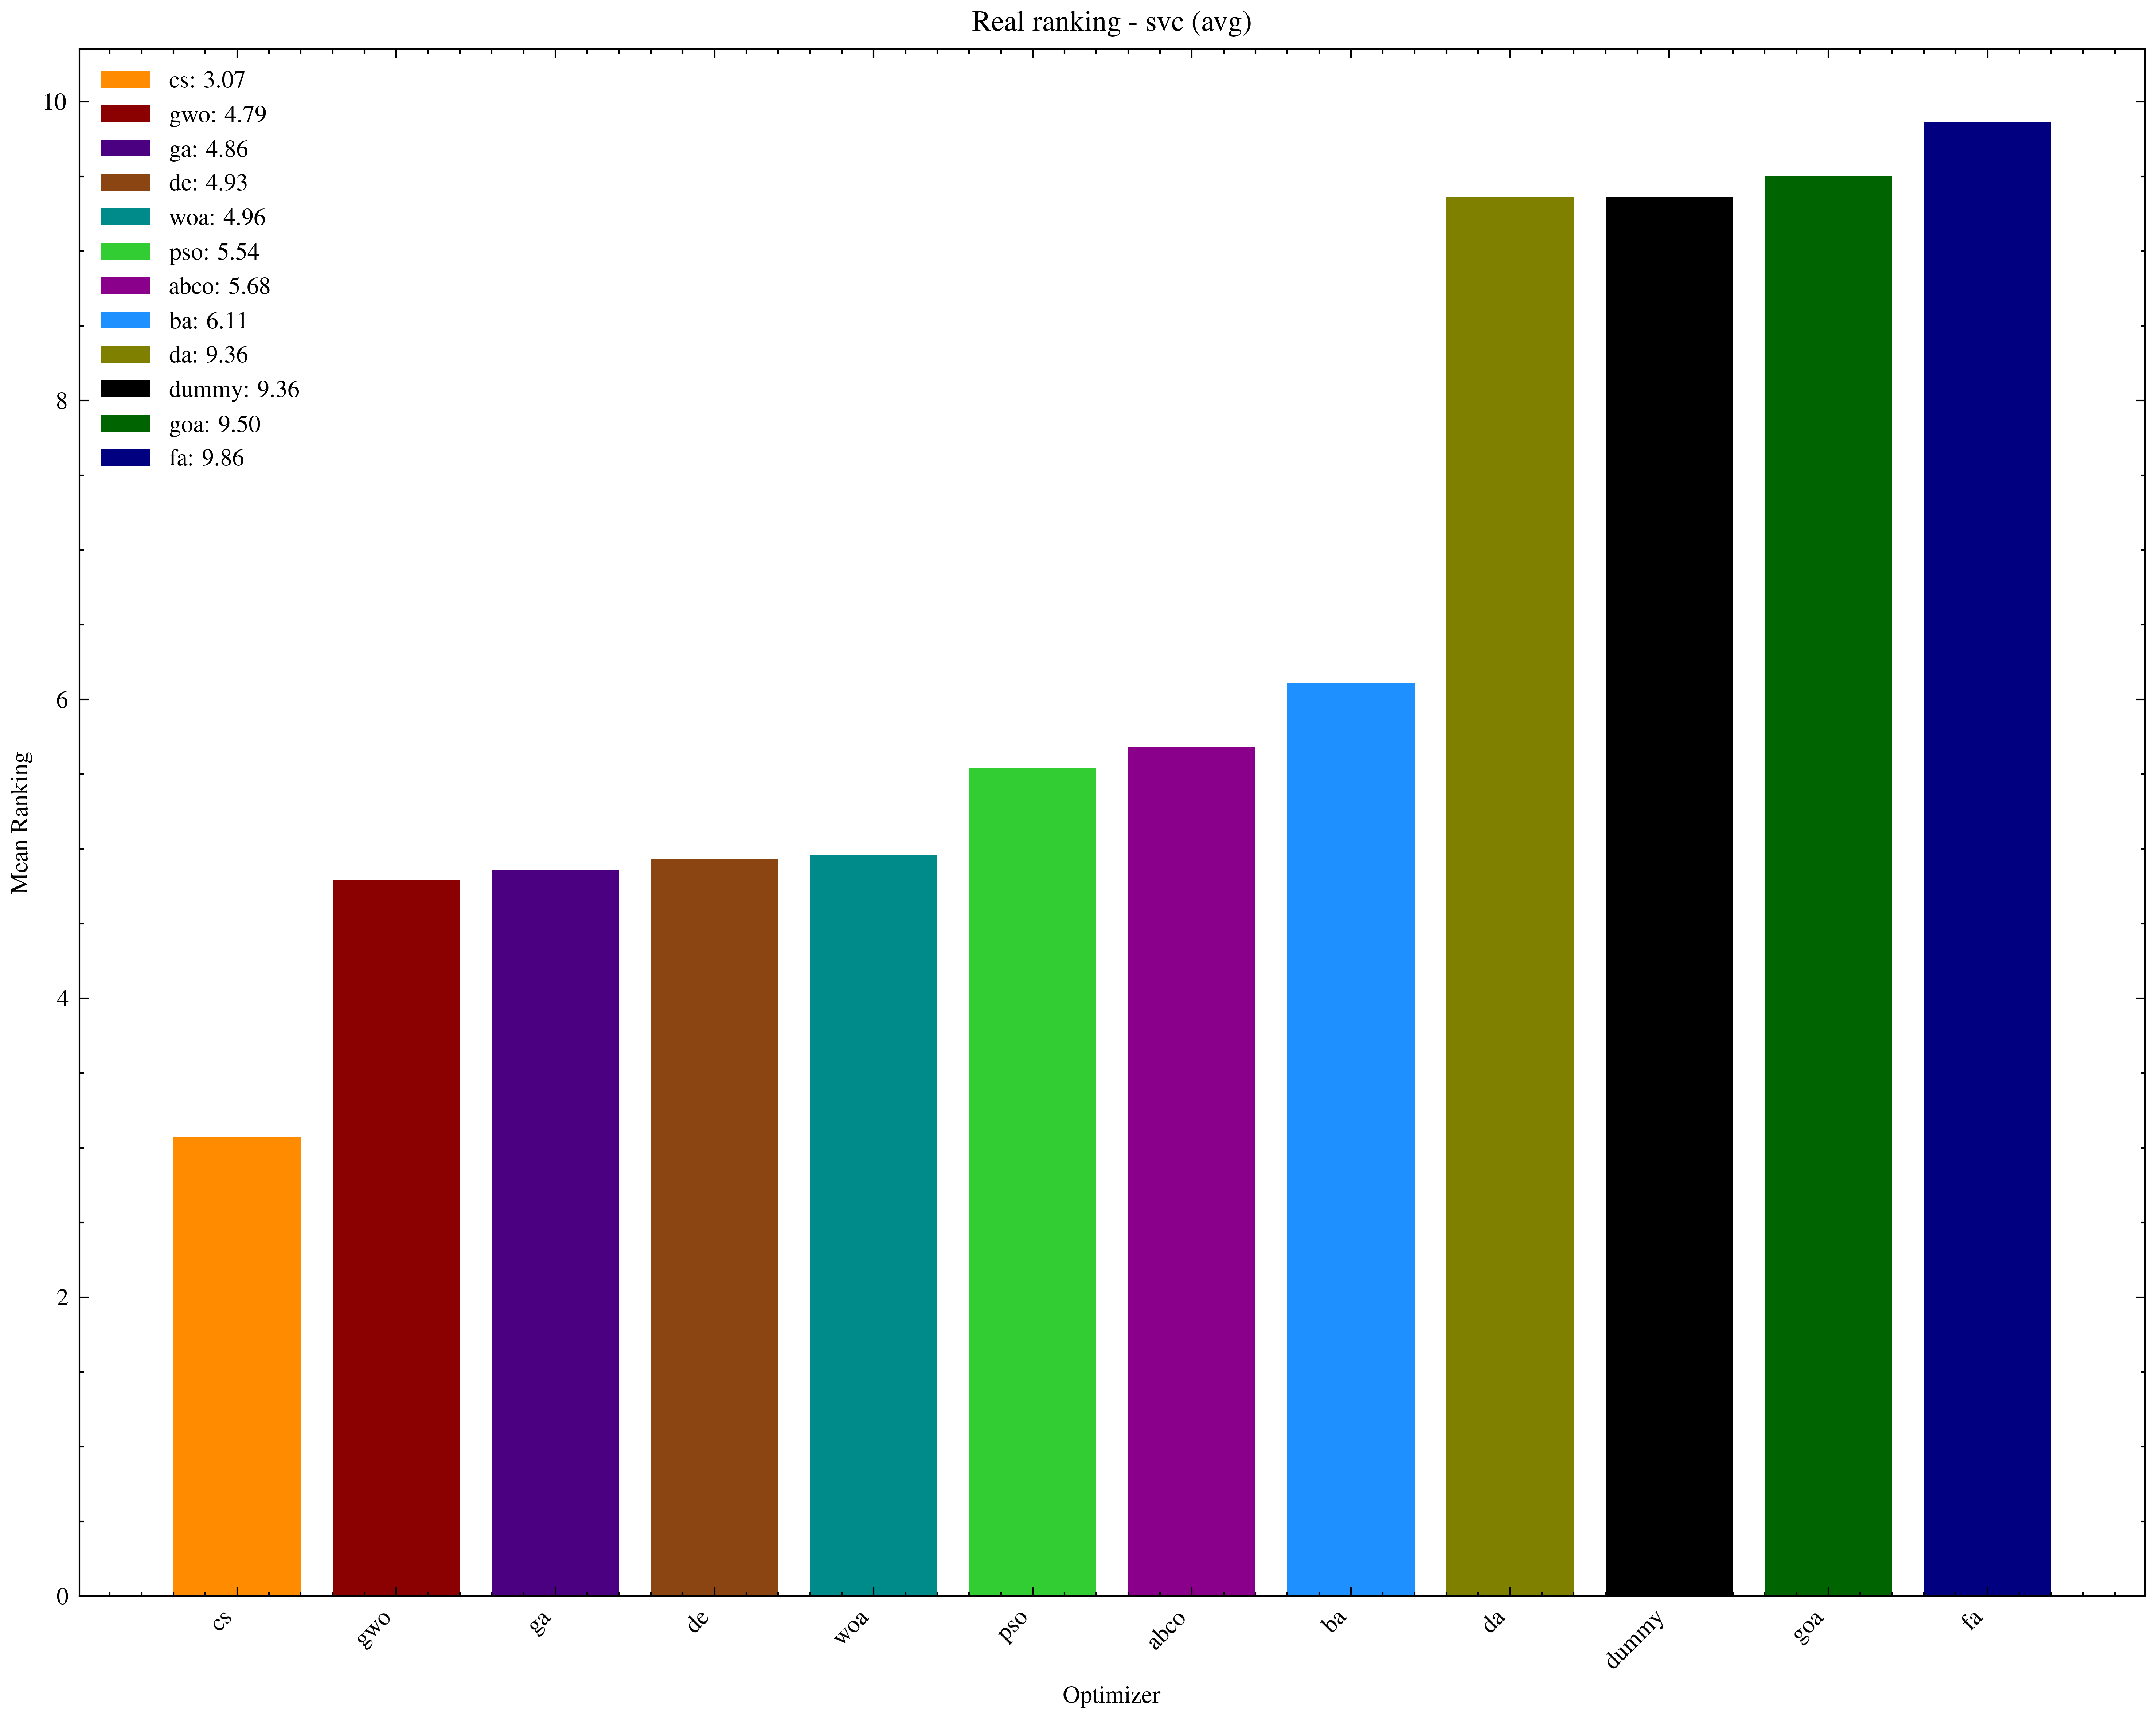 Real ranking - svc (avg)
cs: 3.07
gwo: 4.79
ga: 4.86
de: 4.93
woa: 4.96
pso: 5.54
abco: 5.68
ba: 6.11
da: 9.36
dummy: 9.36
goa: 9.50
fa: 9.86
10
8
6
4
2
0
Mean Ranking
cs
gwo
ga
de
woa
pso
abco
ba
da
dummy
goa
fa
Optimizer